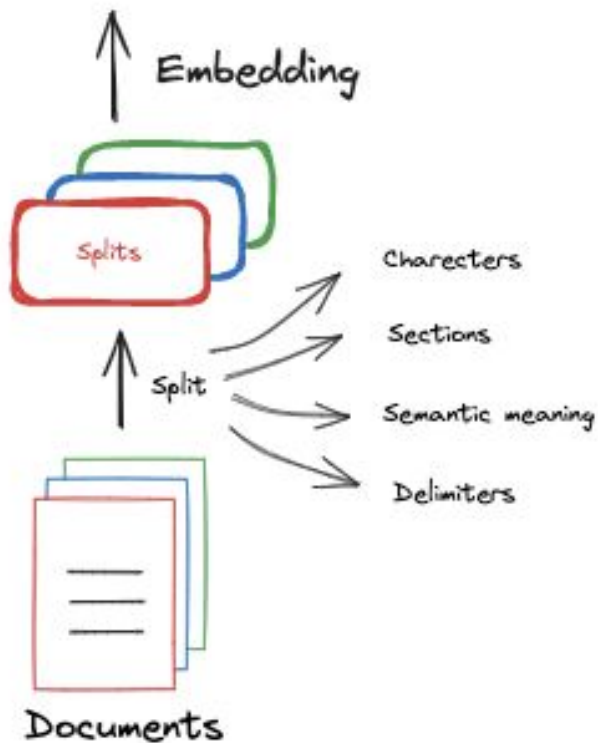 Embedding
Splits
Charecters
Sections
Split
Semantic meaning
Delimiters
Documents